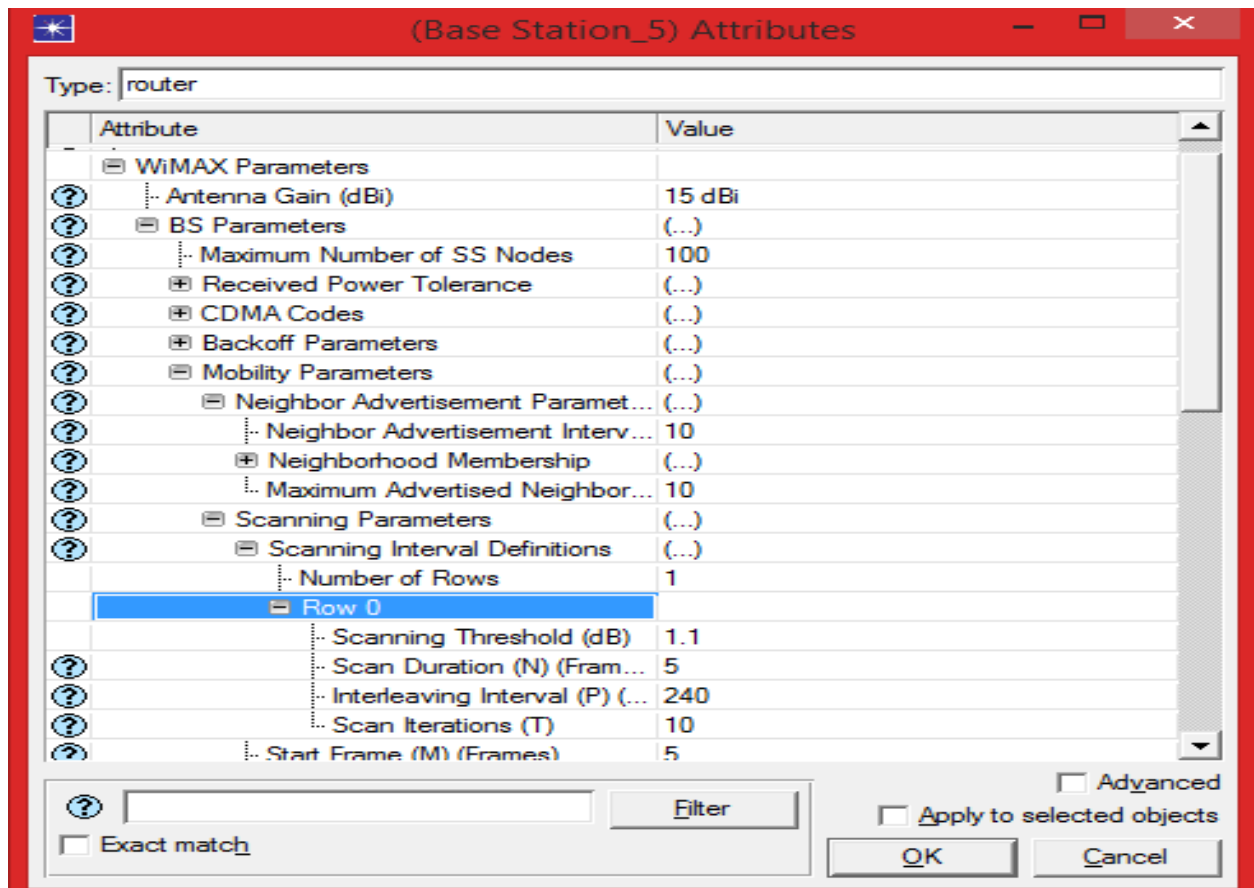 (Base Station_5) Attributes
Type: router
Attribute Value
WiMAX Parameters
Antenna Gain (dBi) 15 dBi
BS Parameters (...)
Maximum Number of SS Nodes 100
Received Power Tolerance (...)
CDMA Codes (...)
Backoff Parameters (...)
Mobility Parameters (...)
Neighbor Advertisement Paramet... (...)
Neighbor Advertisement Interv... 10
Neighborhood Membership (...)
Maximum Advertised Neighbor... 10
Scanning Parameters (...)
Scanning Interval Definitions (...)
Number of Rows 1
Row 0
Scanning Threshold (dB) 1.1
Scan Duration (N) (Fram... 5
Interleaving Interval (P) (... 240
Scan Iterations (T) 10
Start Frame (M) (Frames) 5
Advanced
Filter
Apply to selected objects
Exact match
OK Cancel